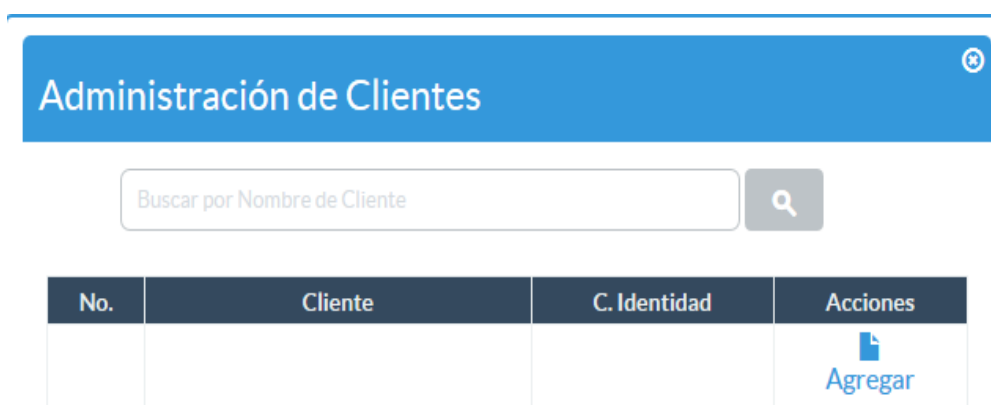 Administración de Clientes
Buscar por Nombre de Cliente
No. Cliente C. Identidad Acciones
Agregar